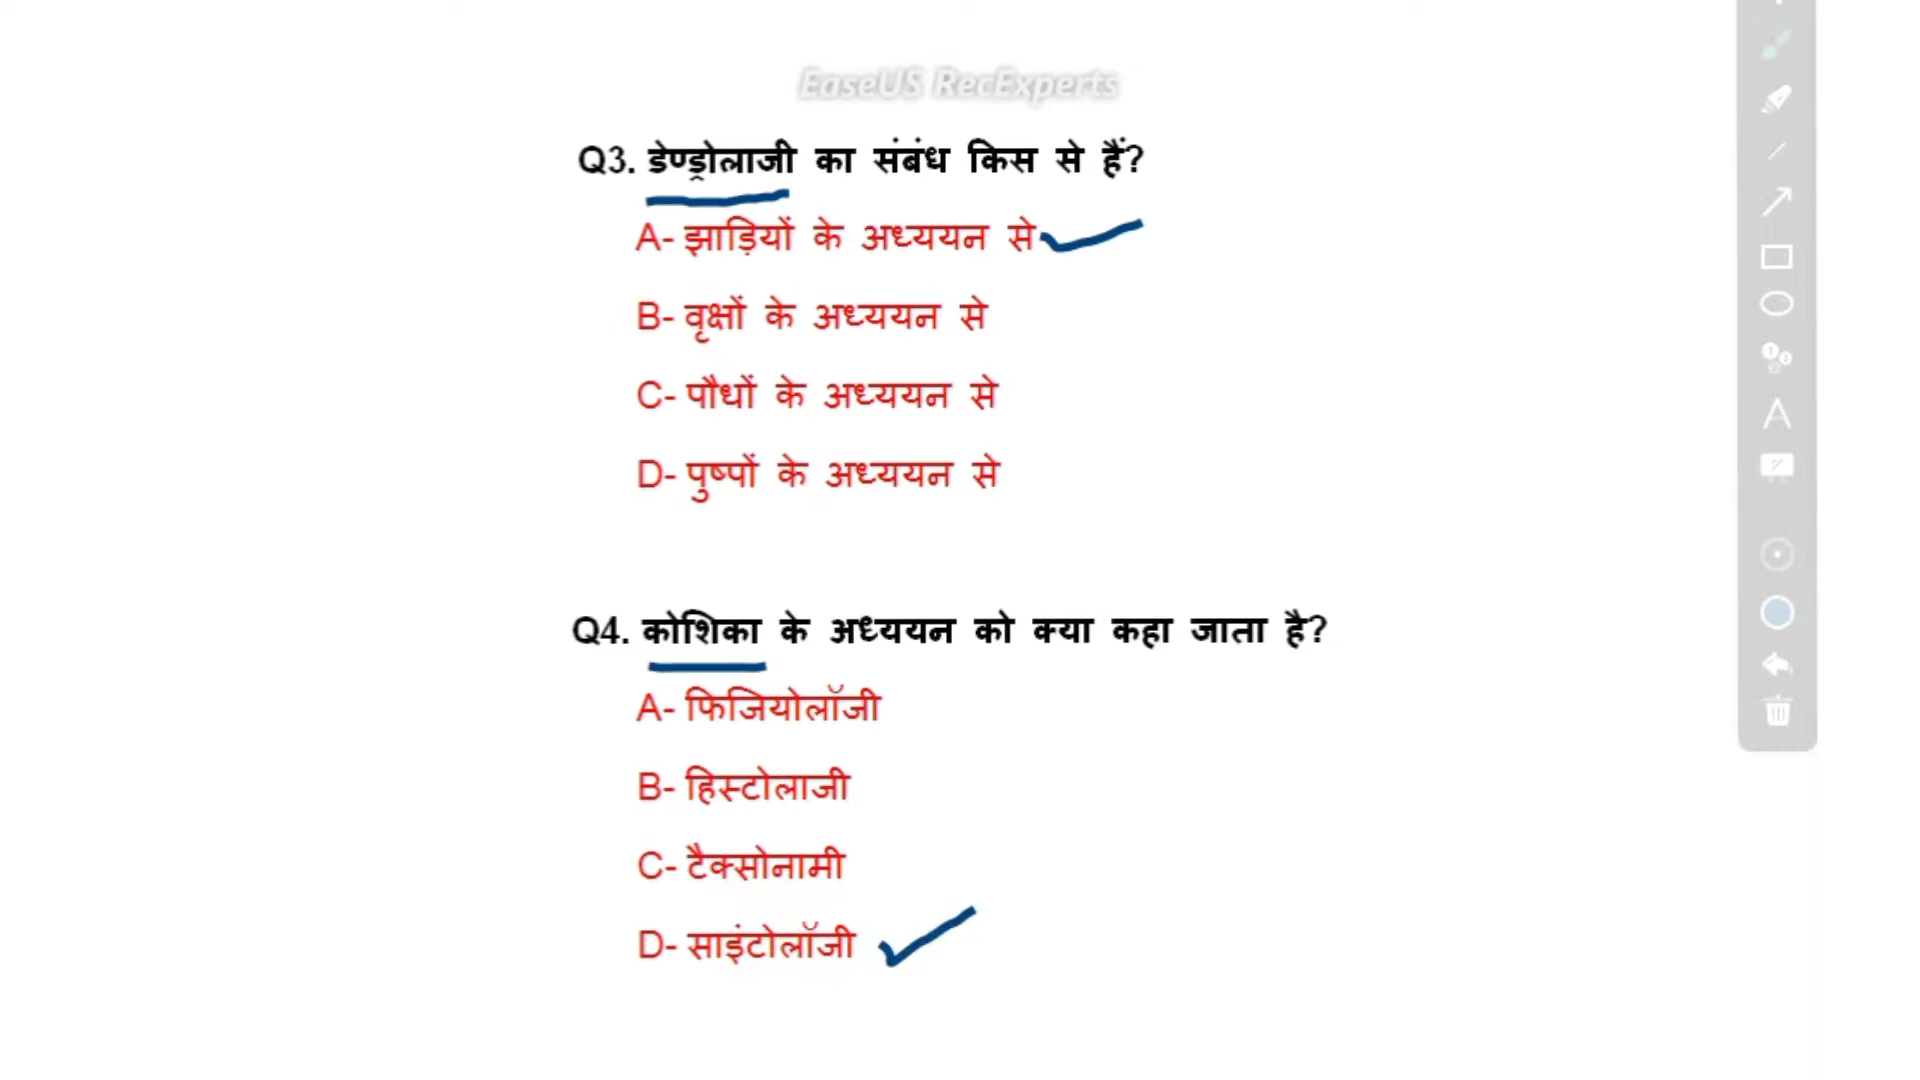 EaseUS RecExperts
Q3. डेण्ड्रोलाजी का संबंध किस से हैं?
A- झाड़ियों के अध्ययन से
B- वृक्षों के अध्ययन से
C- पौधों के अध्ययन से
D- पुष्पों के अध्ययन से
Q4. कोशिका के अध्ययन को क्या कहा जाता है?
A- फिजियोलॉजी
B- हिस्टोलाजी
C- टैक्सोनामी
D- साइंटोलॉजी